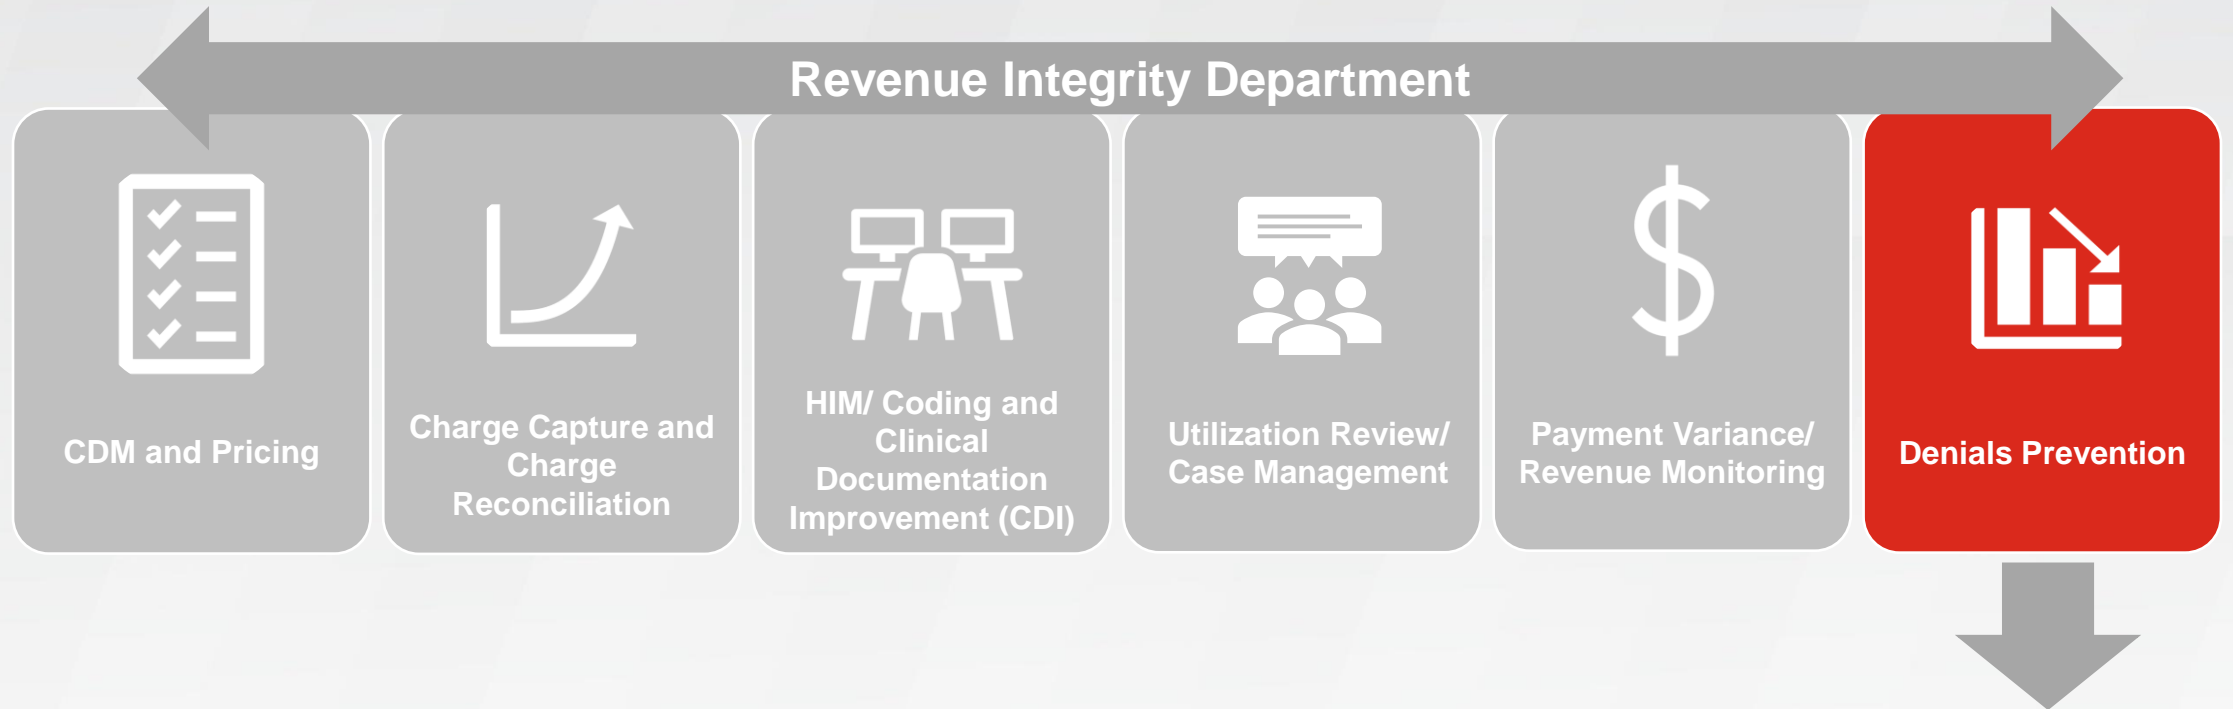 Revenue Integrity Department
CDM and Pricing
Charge Capture and
Charge
Reconciliation
HIM/ Coding and
Clinical
Documentation
Improvement (CDI)
Utilization Review/
Case Management
Payment Variance/
Revenue Monitoring
Denials Prevention